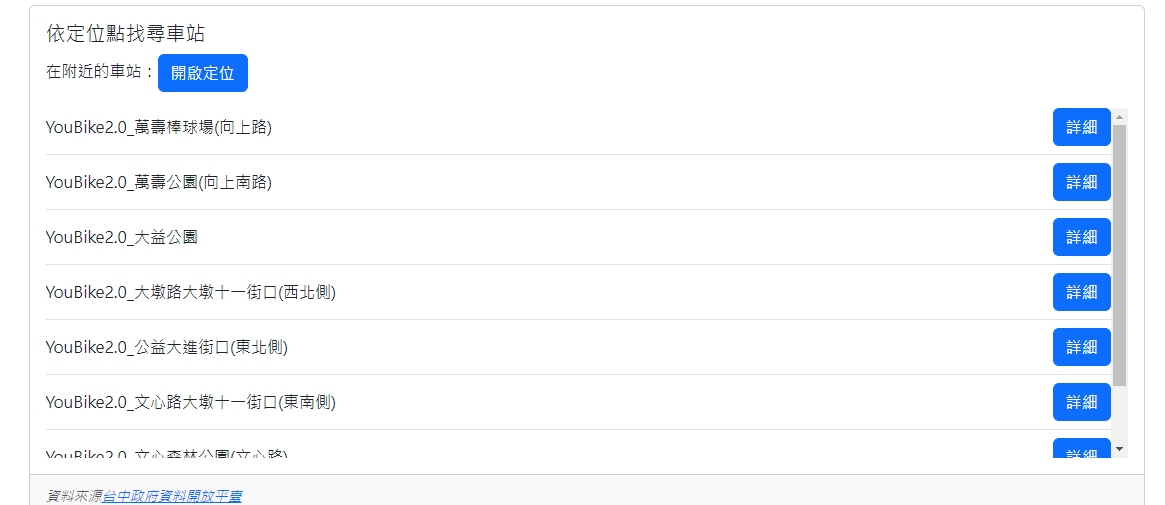 依定位點找尋車站
在附近的車站：開啟定位
YouBike2.0_萬壽棒球場(向上路) 詳細
YouBike2.0_萬壽公園(向上南路) 詳細
YouBike2.0_大益公園 詳細
YouBike2.0_大墩路大墩十一街口(西北側) 詳細
YouBike2.0_公益大進街口(東北側) 詳細
YouBike2.0_文心路大墩十一街口(東南側) 詳細
YouBike2.0_文心森林公園(文心路) 詳細
資料來源台中政府資料開放平臺